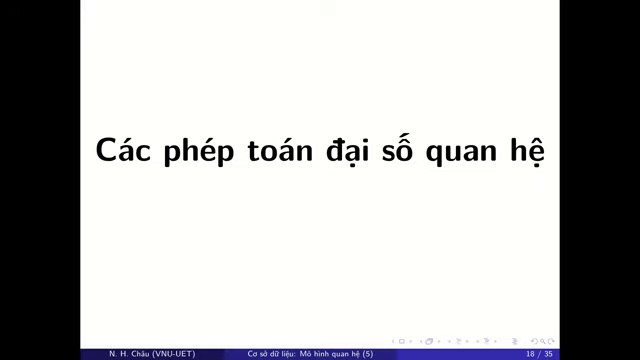 Các phép toán đại số quan hệ
N. H. Châu (VNU-UET) Cơ sở dữ liệu: Mô hình quan hệ (5) 18 / 35